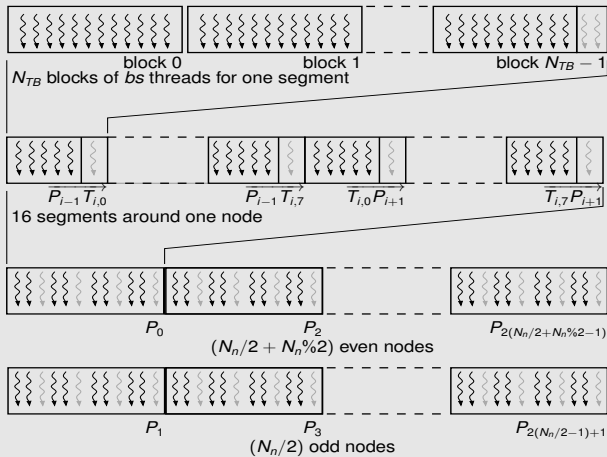 block 0 block 1 block N_TB − 1
N_TB blocks of bs threads for one segment
P_{i−1}T_{i,0} P_{i−1}T_{i,7} T_{i,0}P_{i+1} T_{i,7}P_{i+1}
16 segments around one node
P_0 P_2 P_{2(N_n/2+N_n%2−1)}
(N_n/2 + N_n%2) even nodes
P_1 P_3 P_{2(N_n/2−1)+1}
(N_n/2) odd nodes